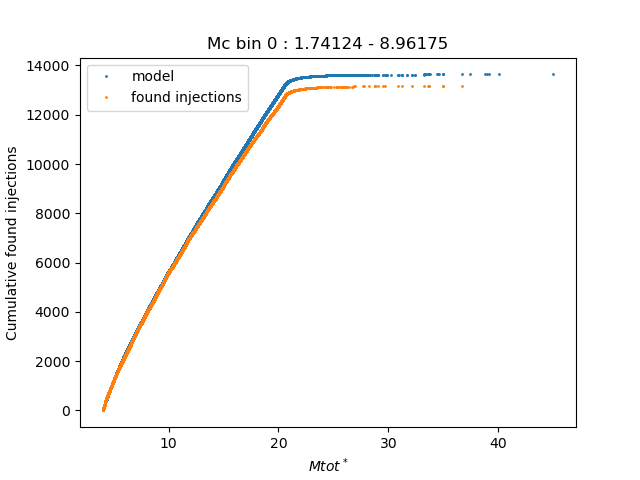 Mc bin 0 : 1.74124 - 8.96175
14000
12000
10000
8000
6000
4000
2000
0
Cumulative found injections
model
found injections
10 20 30 40
Mtot*